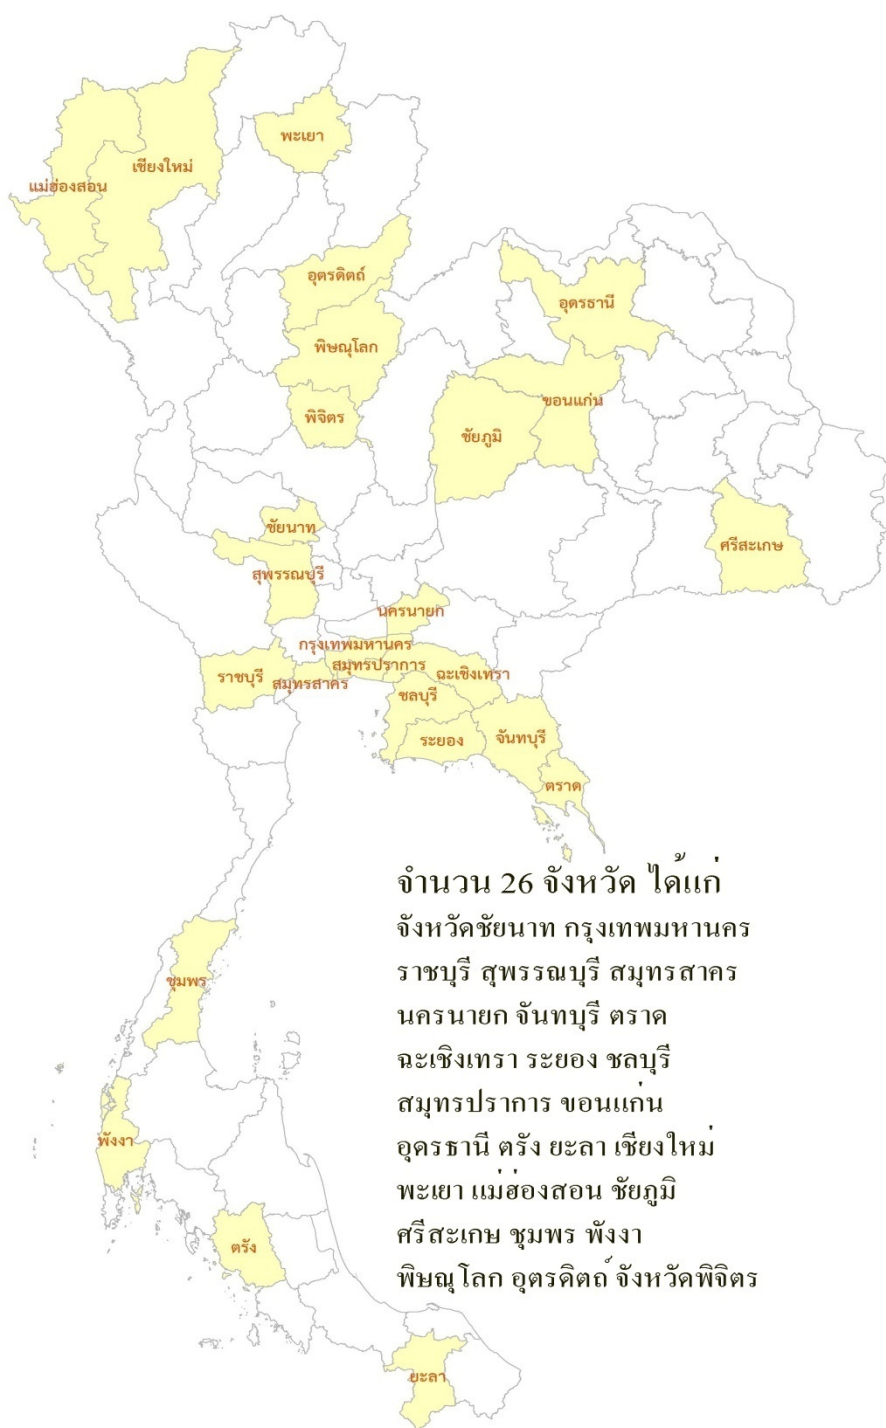 พะเยา
เชียงใหม่
แม่ฮ่องสอน
อุตรดิตถ์
อุดรธานี
พิษณุโลก
ขอนแก่น
พิจิตร
ชัยภูมิ
ชัยนาท
ศรีสะเกษ
สุพรรณบุรี
นครนายก
กรุงเทพมหานคร
สมุทรปราการ
ฉะเชิงเทรา
ราชบุรี
สมุทรสาคร
ชลบุรี
ระยอง
จันทบุรี
ตราด
จำนวน 26 จังหวัด ได้แก่
จังหวัดชัยนาท กรุงเทพมหานคร
ราชบุรี สุพรรณบุรี สมุทรสาคร
นครนายก จันทบุรี ตราด
ฉะเชิงเทรา ระยอง ชลบุรี
สมุทรปราการ ขอนแก่น
อุดรธานี ตรัง ยะลา เชียงใหม่
พะเยา แม่ฮ่องสอน ชัยภูมิ
ศรีสะเกษ ชุมพร พังงา
พิษณุโลก อุตรดิตถ์ จังหวัดพิจิตร
ชุมพร
พังงา
ตรัง
ยะลา